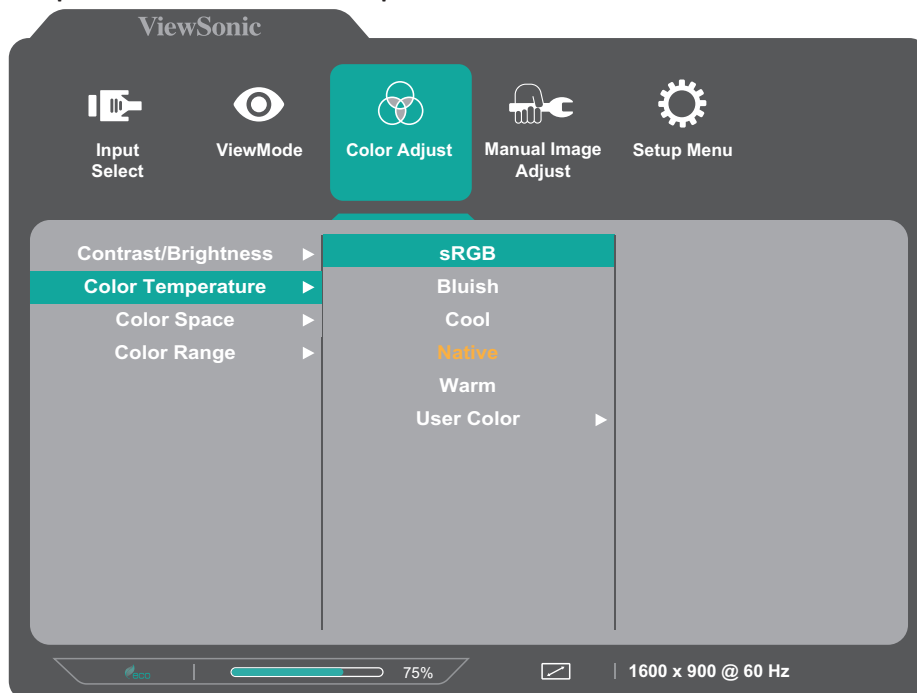 ViewSonic
Input
Select
ViewMode
Color Adjust
Manual Image
Adjust
Setup Menu
Contrast/Brightness
Color Temperature
Color Space
Color Range
sRGB
Bluish
Cool
Native
Warm
User Color
eco
75%
1600 x 900 @ 60 Hz